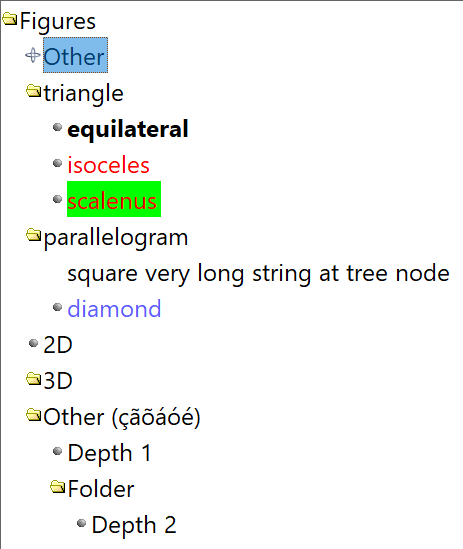 Figures
Other
triangle
equilateral
isoceles
scalenus
parallelogram
square very long string at tree node
diamond
2D
3D
Other (çãõáóé)
Depth 1
Folder
Depth 2